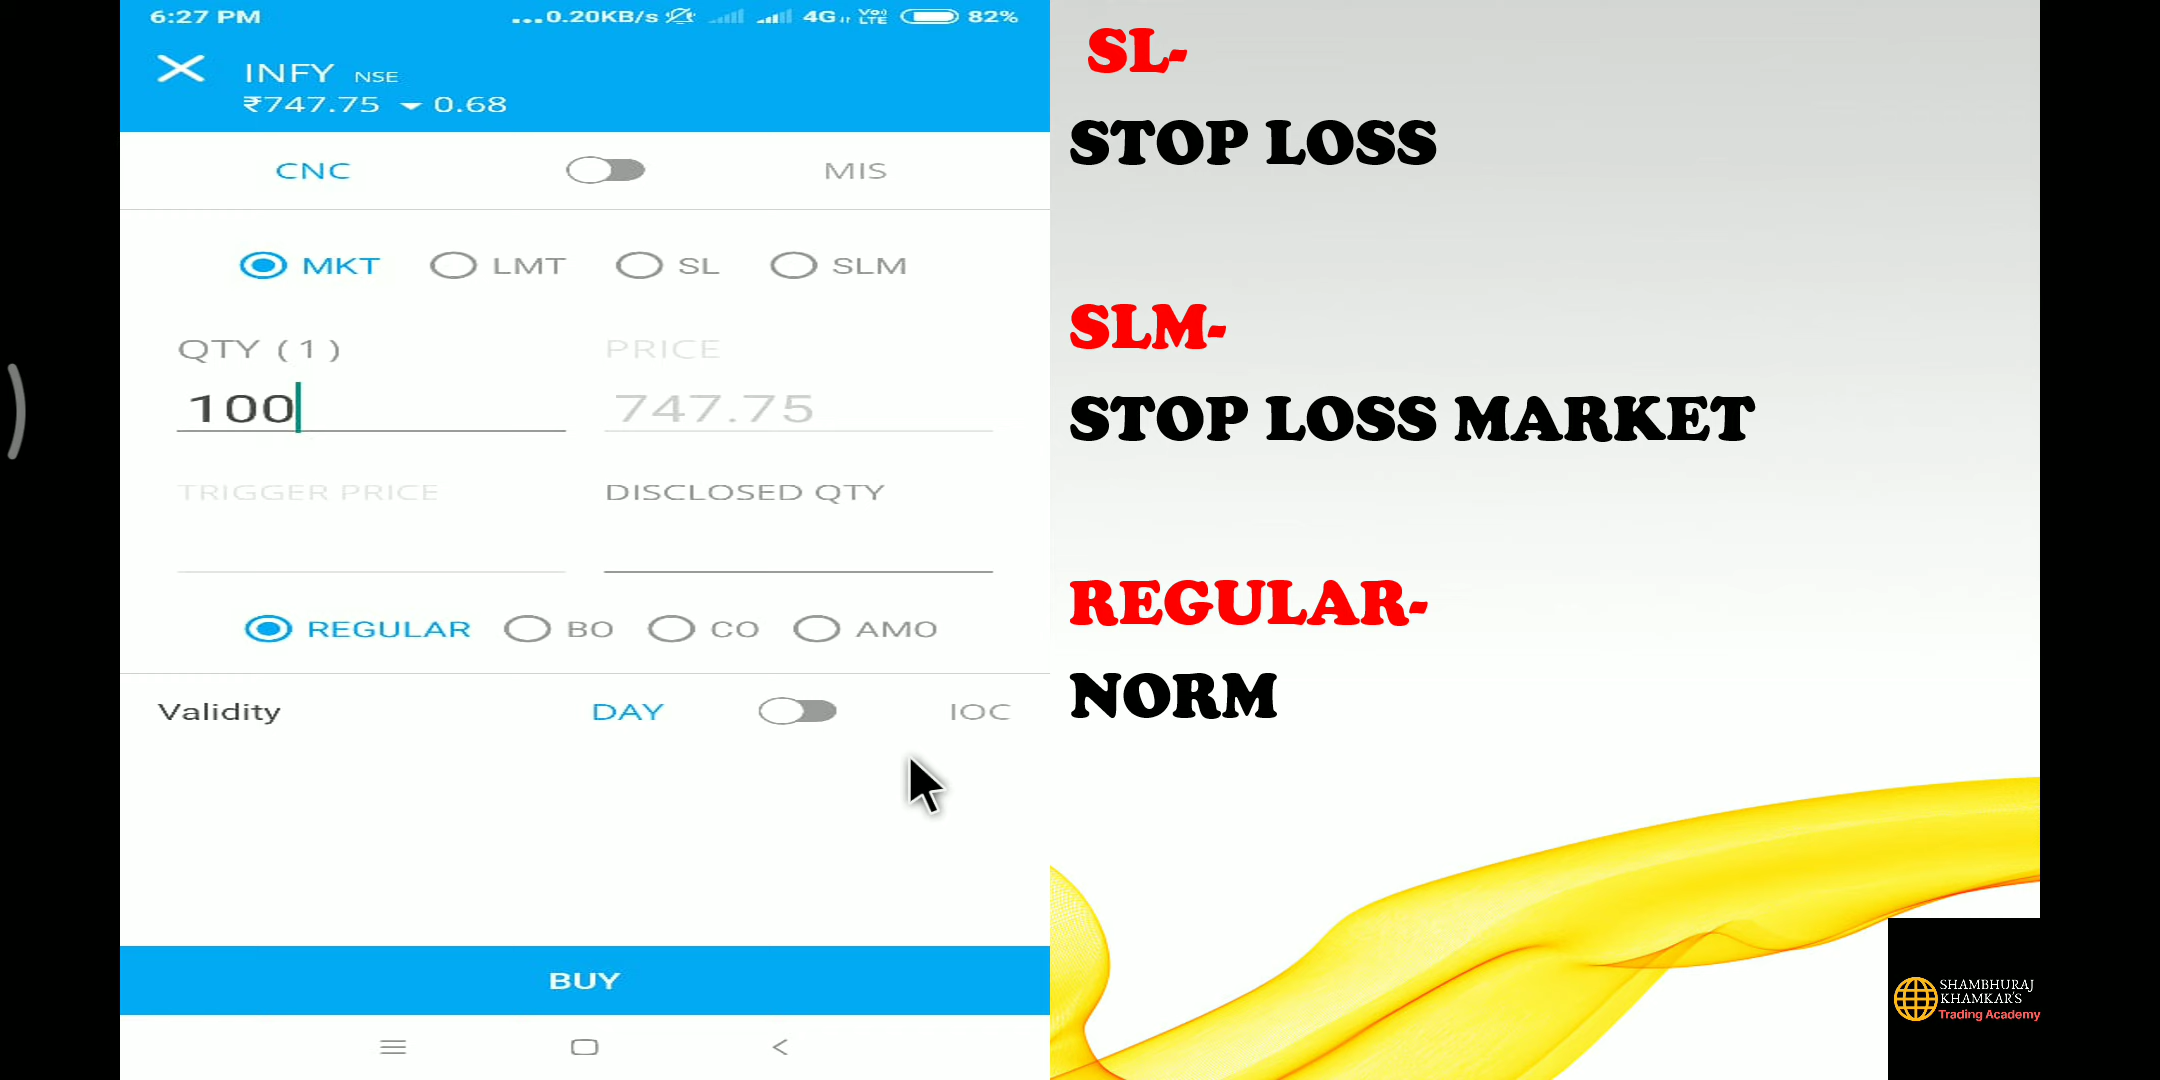 6:27 PM
...0.20KB/s 4G VoLTE 82%
INFY NSE
₹747.75 0.68
CNC MIS
MKT LMT SL SLM
QTY (1) PRICE
100 747.75
TRIGGER PRICE DISCLOSED QTY
REGULAR BO CO AMO
Validity DAY IOC
BUY
SL-
STOP LOSS
SLM-
STOP LOSS MARKET
REGULAR-
NORM
SHAMBHURAJ
KHAMKAR'S
Trading Academy